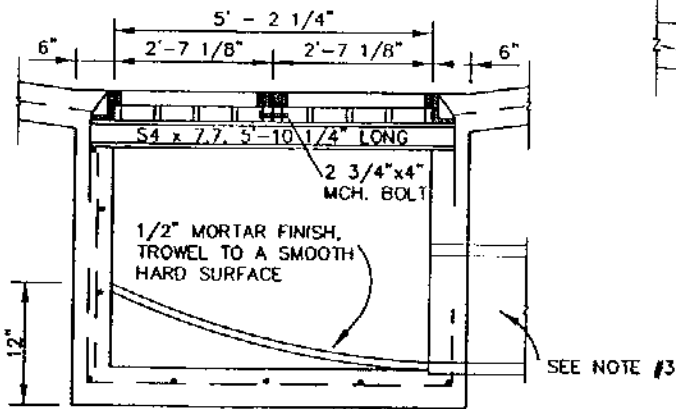 5' - 2 1/4"
6" 2'-7 1/8" 2'-7 1/8" 6"
S4 x 7.7, 5'-10 1/4" LONG
2 3/4"x4"
MCH. BOLT
1/2" MORTAR FINISH,
TROWEL TO A SMOOTH
HARD SURFACE
12"
SEE NOTE #3